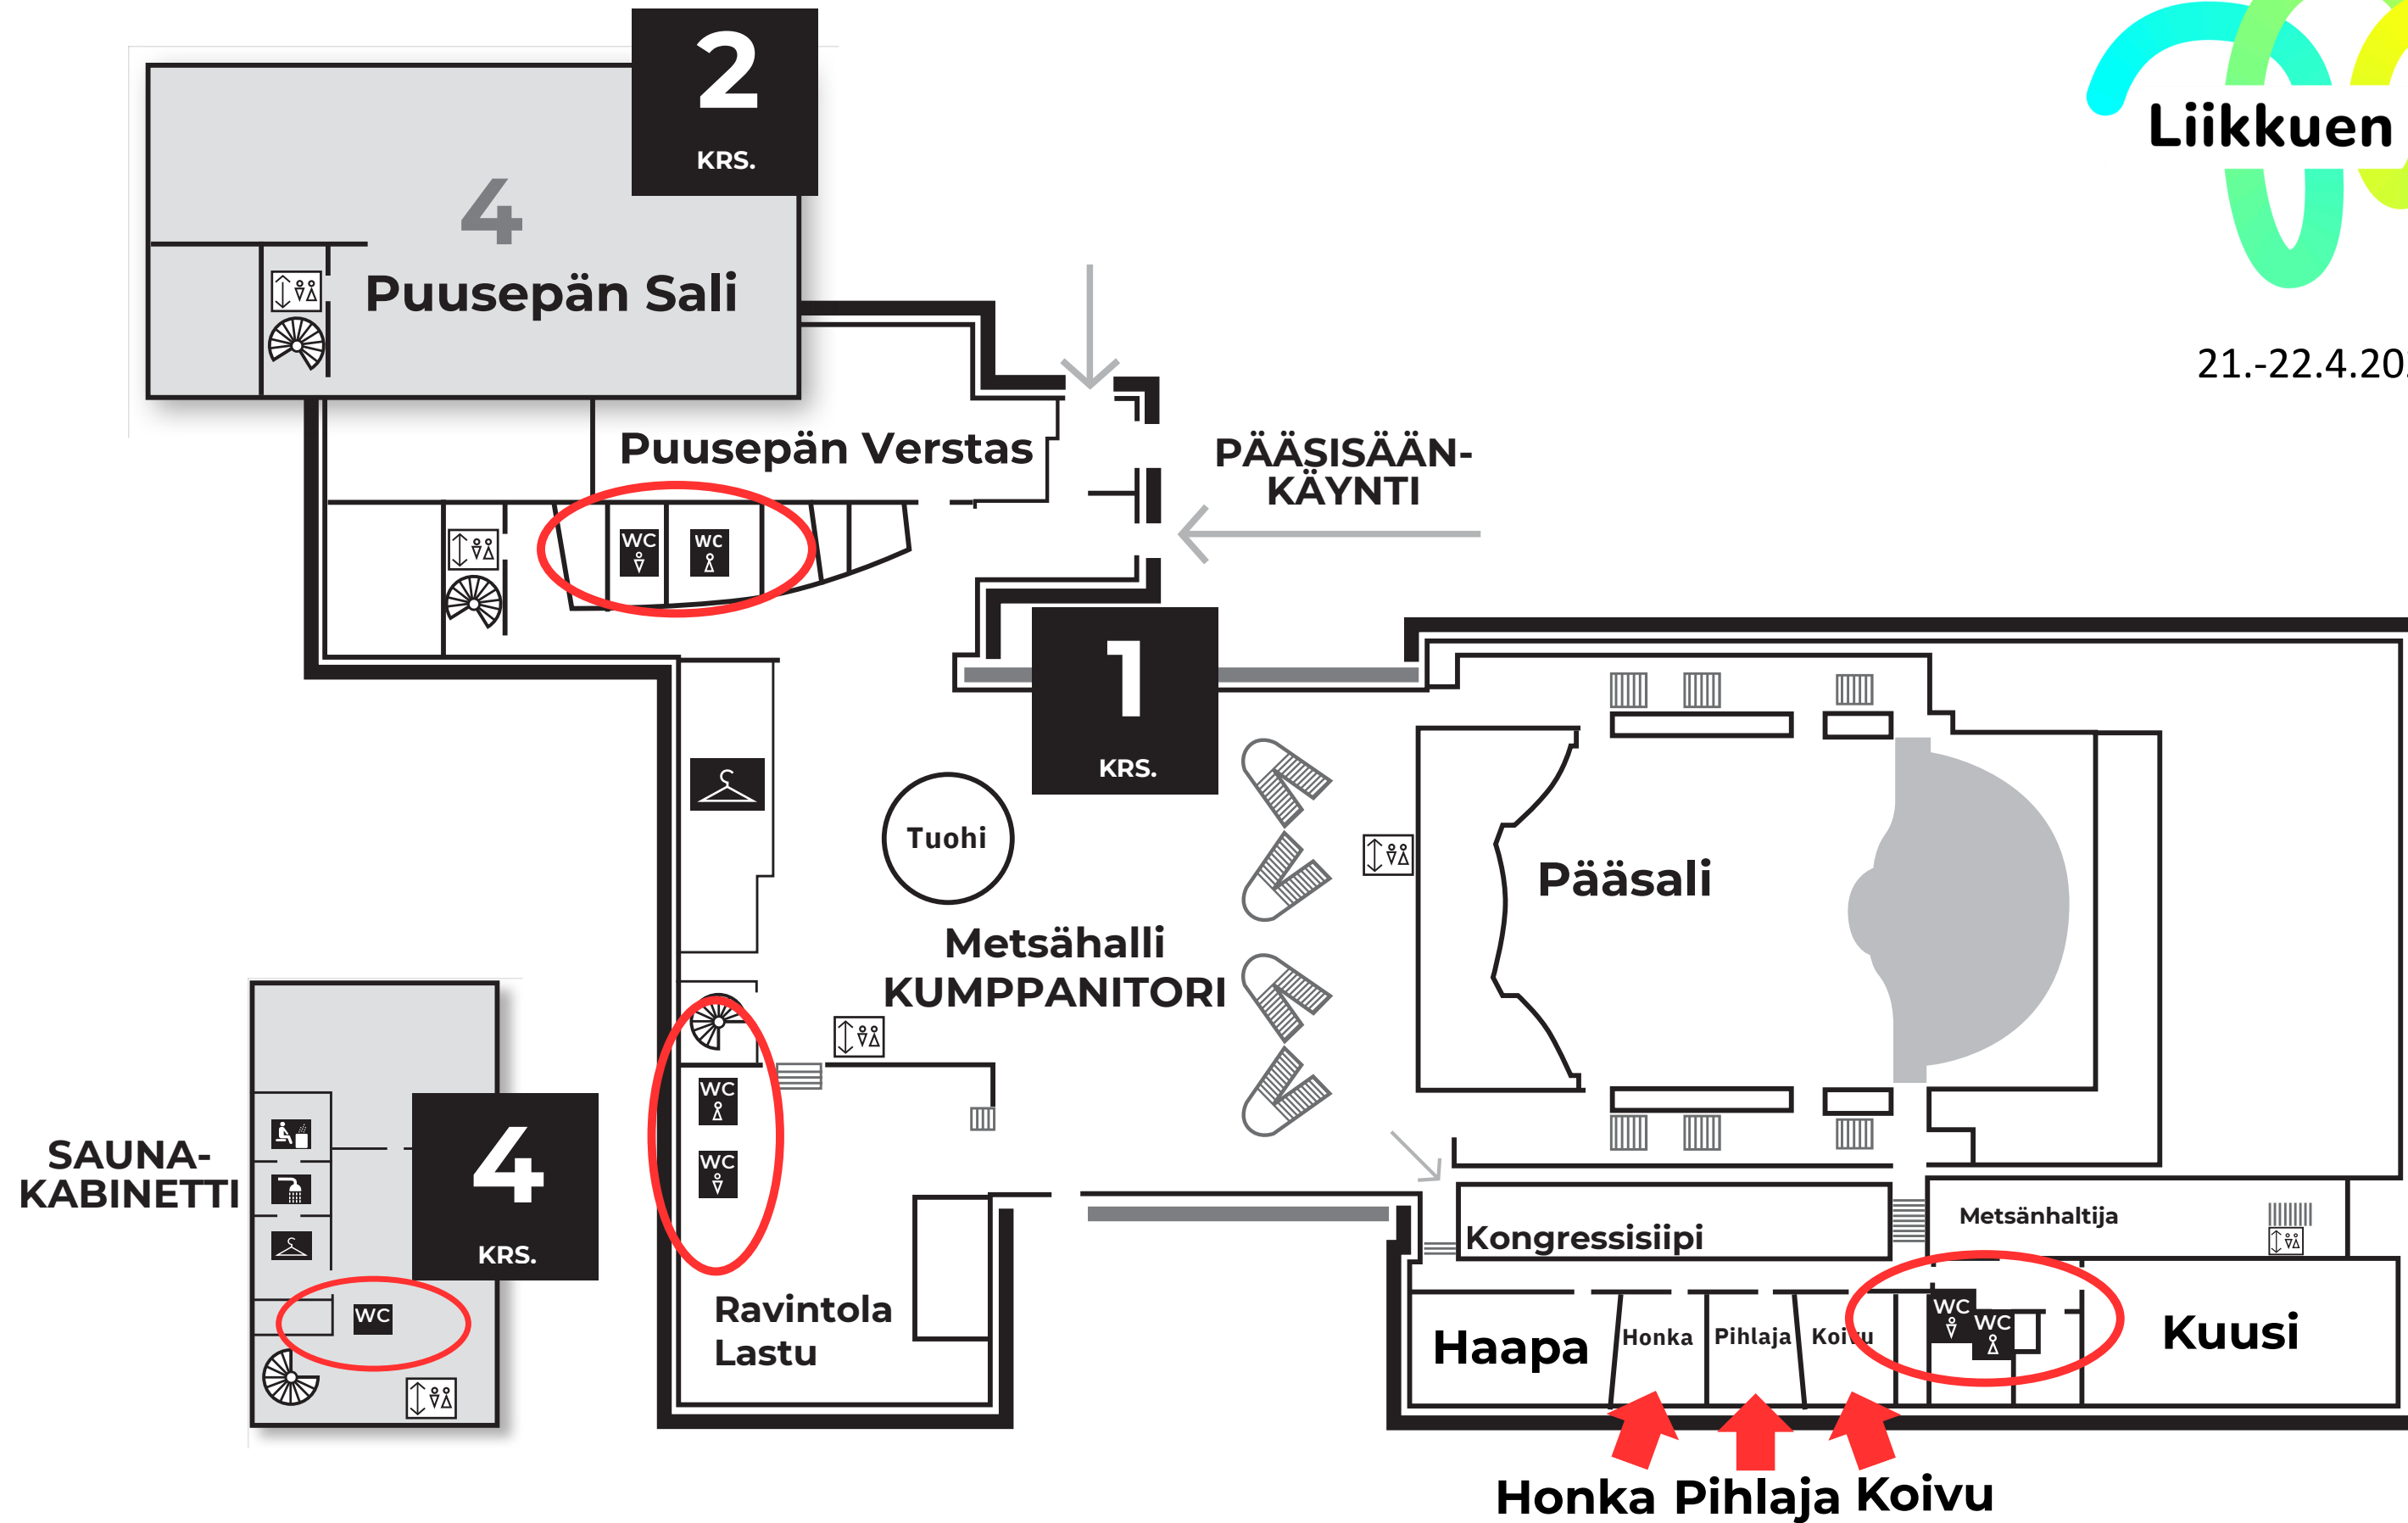 2
KRS.
4
Puusepän Sali
Liikkuen
21.-22.4.20
Puusepän Verstas
PÄÄSISÄÄN-
KÄYNTI
WC
WC
1
KRS.
Tuohi
Pääsali
Metsähalli
KUMPPANITORI
WC
WC
SAUNA-
KABINETTI
4
KRS.
WC
Ravintola
Lastu
Kongressisiipi
Metsänhaltija
Haapa
Honka
Pihlaja
Koivu
WC
WC
Kuusi
Honka Pihlaja Koivu